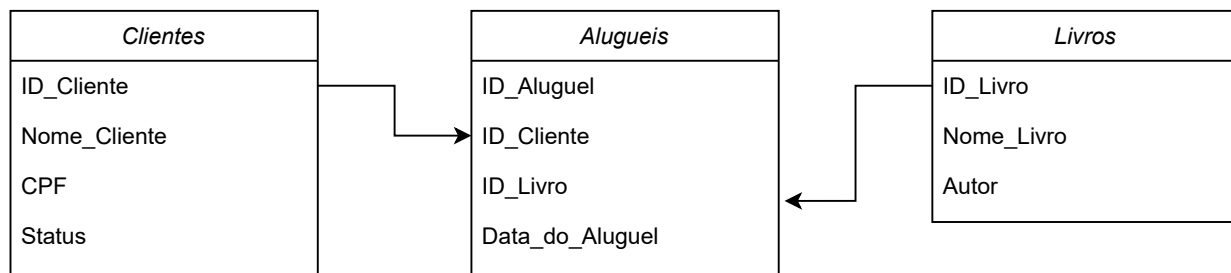 Clientes
ID_Cliente
Nome_Cliente
CPF
Status
Alugueis
ID_Aluguel
ID_Cliente
ID_Livro
Data_do_Aluguel
Livros
ID_Livro
Nome_Livro
Autor